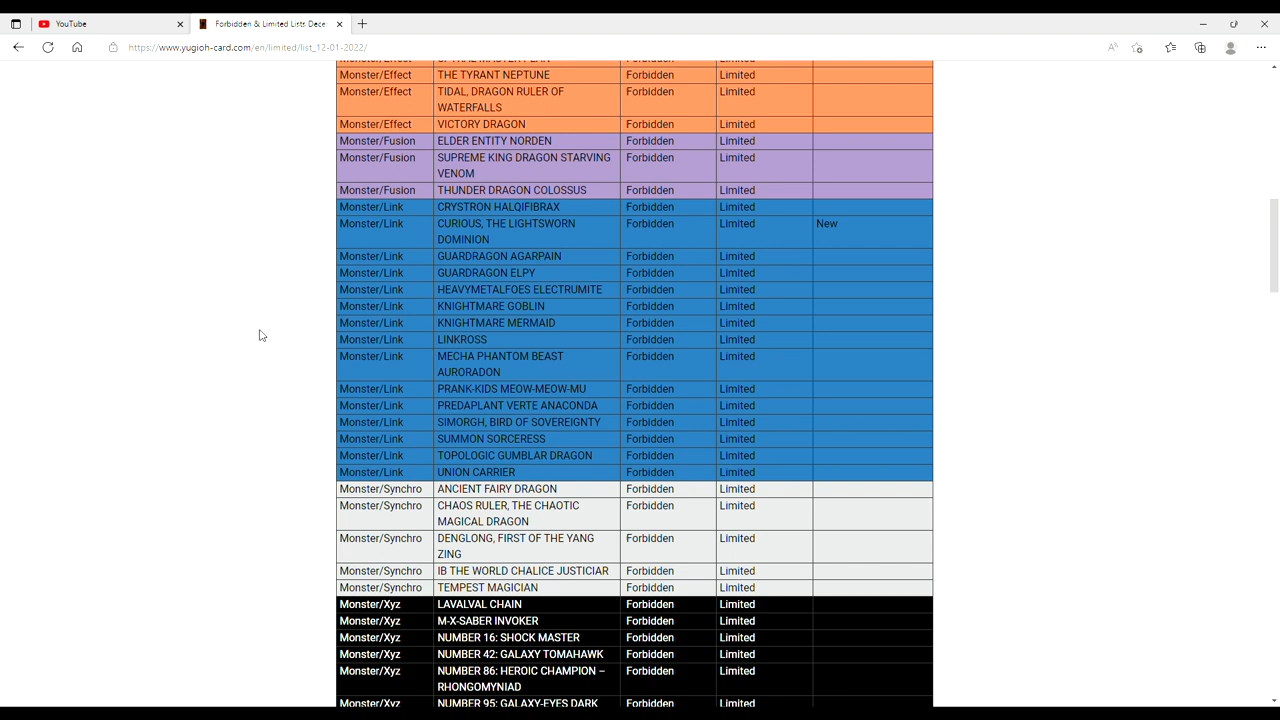 YouTube
Forbidden & Limited Lists Dece
https://www.yugioh-card.com/en/limited/list_12-01-2022/
Monster/Effect THE TYRANT NEPTUNE Forbidden Limited
Monster/Effect TIDAL, DRAGON RULER OF Forbidden Limited
WATERFALLS
Monster/Effect VICTORY DRAGON Forbidden Limited
Monster/Fusion ELDER ENTITY NORDEN Forbidden Limited
Monster/Fusion SUPREME KING DRAGON STARVING Forbidden Limited
VENOM
Monster/Fusion THUNDER DRAGON COLOSSUS Forbidden Limited
Monster/Link CRYSTRON HALQIFIBRAX Forbidden Limited
Monster/Link CURIOUS, THE LIGHTSWORN Forbidden Limited New
DOMINION
Monster/Link GUARDRAGON AGARPAIN Forbidden Limited
Monster/Link GUARDRAGON ELPY Forbidden Limited
Monster/Link HEAVYMETALFOES ELECTRUMITE Forbidden Limited
Monster/Link KNIGHTMARE GOBLIN Forbidden Limited
Monster/Link KNIGHTMARE MERMAID Forbidden Limited
Monster/Link LINKROSS Forbidden Limited
Monster/Link MECHA PHANTOM BEAST Forbidden Limited
AURORADON
Monster/Link PRANK-KIDS MEOW-MEOW-MU Forbidden Limited
Monster/Link PREDAPLANT VERTE ANACONDA Forbidden Limited
Monster/Link SIMORGH, BIRD OF SOVEREIGNTY Forbidden Limited
Monster/Link SUMMON SORCERESS Forbidden Limited
Monster/Link TOPOLOGIC GUMBLAR DRAGON Forbidden Limited
Monster/Link UNION CARRIER Forbidden Limited
Monster/Synchro ANCIENT FAIRY DRAGON Forbidden Limited
Monster/Synchro CHAOS RULER, THE CHAOTIC Forbidden Limited
MAGICAL DRAGON
Monster/Synchro DENGLONG, FIRST OF THE YANG Forbidden Limited
ZING
Monster/Synchro IB THE WORLD CHALICE JUSTICIAR Forbidden Limited
Monster/Synchro TEMPEST MAGICIAN Forbidden Limited
Monster/Xyz LAVALVAL CHAIN Forbidden Limited
Monster/Xyz M-X-SABER INVOKER Forbidden Limited
Monster/Xyz NUMBER 16: SHOCK MASTER Forbidden Limited
Monster/Xyz NUMBER 42: GALAXY TOMAHAWK Forbidden Limited
Monster/Xyz NUMBER 86: HEROIC CHAMPION – Forbidden Limited
RHONGOMYNIAD
Monster/Xyz NUMBER 95: GALAXY-EYES DARK Forbidden Limited